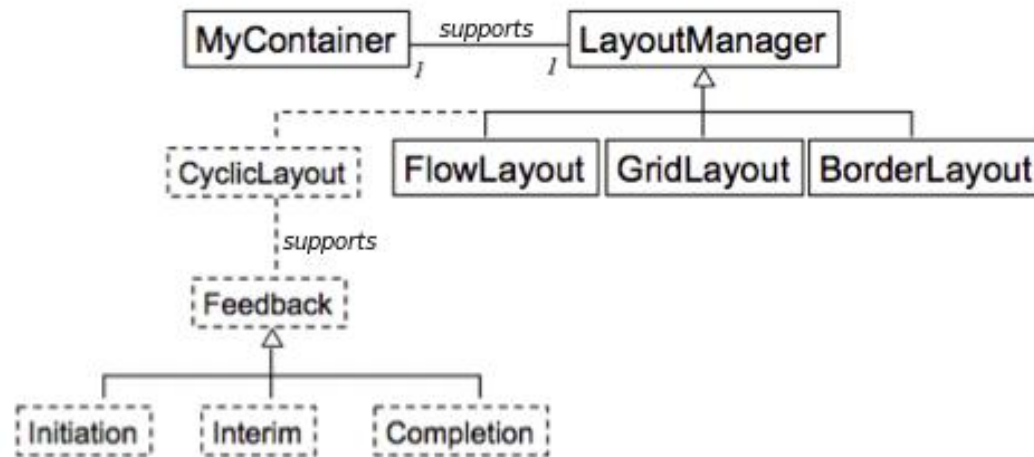 MyContainer
supports
LayoutManager
1
1
CyclicLayout
FlowLayout
GridLayout
BorderLayout
supports
Feedback
Initiation
Interim
Completion